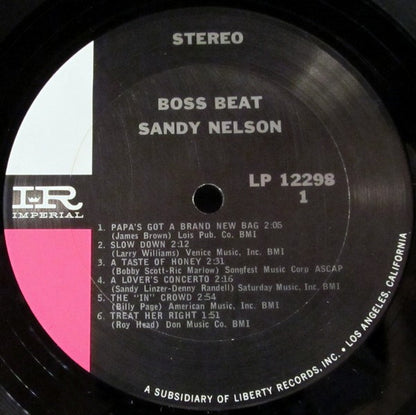 STEREO
BOSS BEAT
SANDY NELSON
LP 12298
1
IR
IMPERIAL
1. PAPA'S GOT A BRAND NEW BAG 2:05
(James Brown) Lois Pub. Co. BMI
2. SLOW DOWN 2:12
(Larry Williams) Venice Music, Inc. BMI
3. A TASTE OF HONEY 2:31
(Bobby Scott-Ric Marlow) Songfest Music Corp ASCAP
4. A LOVER'S CONCERTO 2:16
(Sandy Linzer-Denny Randell) Saturday Music, Inc. BMI
5. THE "IN" CROWD 2:54
(Billy Page) American Music, Inc. BMI
6. TREAT HER RIGHT 1:51
(Roy Head) Don Music Co. BMI
A SUBSIDIARY OF LIBERTY RECORDS, INC. • LOS ANGELES, CALIFORNIA